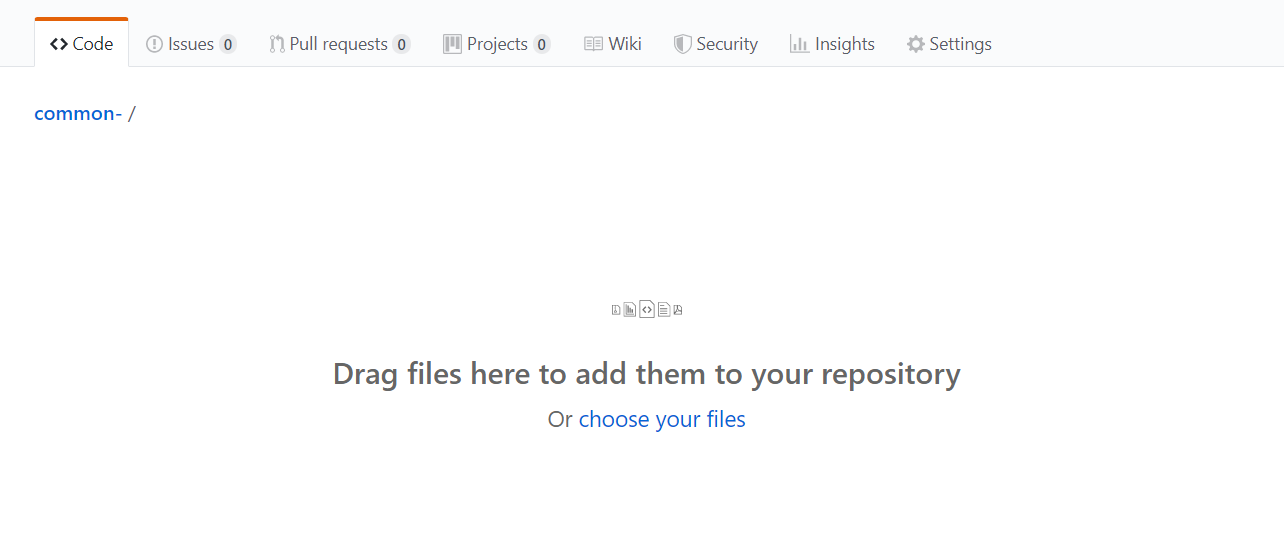 Code Issues 0 Pull requests 0 Projects 0 Wiki Security Insights Settings
common- /
Drag files here to add them to your repository
Or choose your files